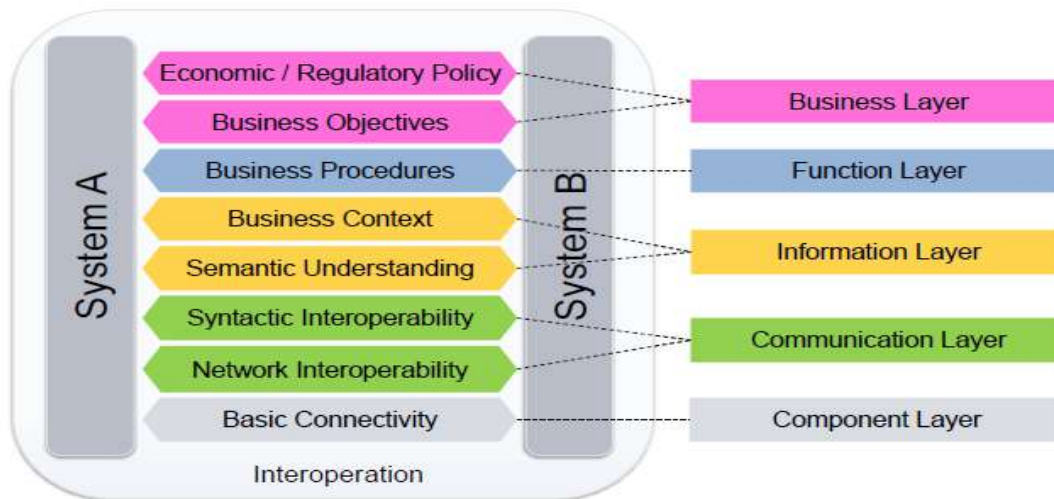 System A
Economic / Regulatory Policy
Business Objectives
Business Procedures
Business Context
Semantic Understanding
Syntactic Interoperability
Network Interoperability
Basic Connectivity
System B
Interoperation
Business Layer
Function Layer
Information Layer
Communication Layer
Component Layer